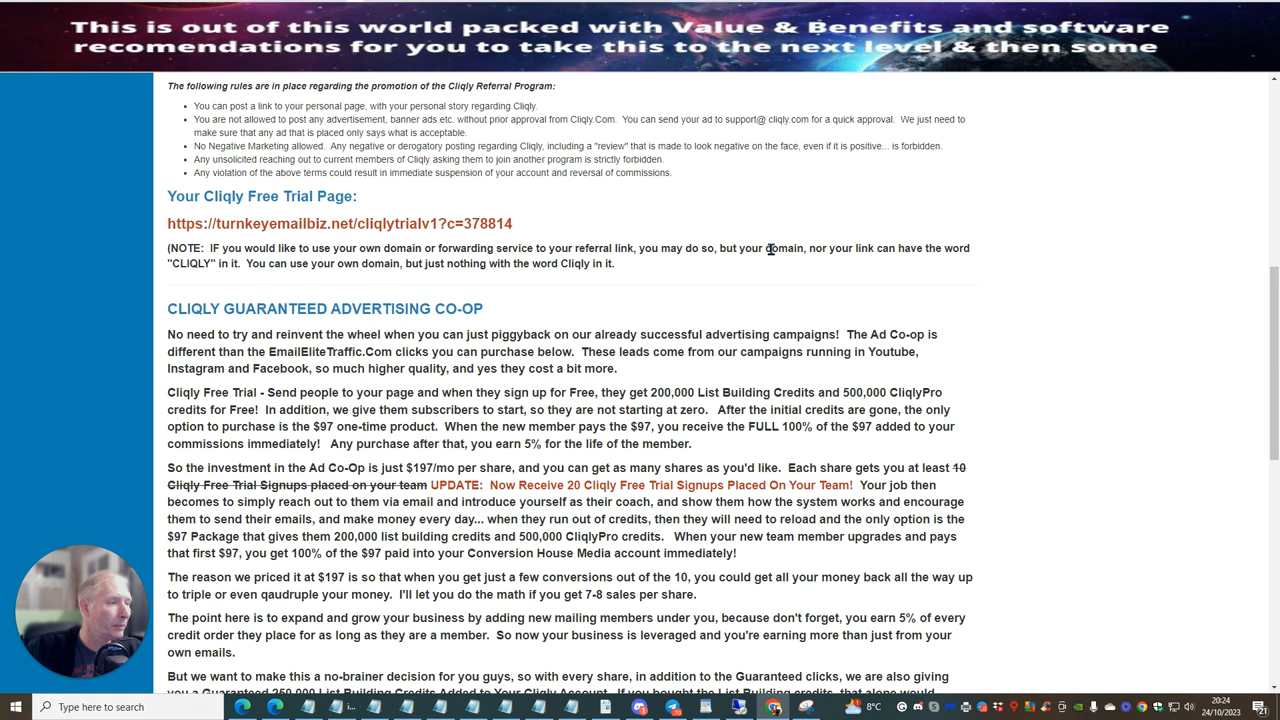 This is out of this world packed with Value & Benefits and software
recomendations for you to take this to the next level & then some
The following rules are in place regarding the promotion of the Cliqly Referral Program:
• You can post a link to your personal page, with your personal story regarding Cliqly.
• You are not allowed to post any advertisement, banner ads etc. without prior approval from Cliqly.Com. You can send your ad to support@ cliqly.com for a quick approval. We just need to
make sure that any ad that is placed only says what is acceptable.
• No Negative Marketing allowed. Any negative or derogatory posting regarding Cliqly, including a "review" that is made to look negative on the face, even if it is positive... is forbidden.
• Any unsolicited reaching out to current members of Cliqly asking them to join another program is strictly forbidden.
• Any violation of the above terms could result in immediate suspension of your account and reversal of commissions.
Your Cliqly Free Trial Page:
https://turnkeyemailbiz.net/cliqlytrialv1?c=378814
(NOTE: IF you would like to use your own domain or forwarding service to your referral link, you may do so, but your domain, nor your link can have the word
"CLIQLY" in it. You can use your own domain, but just nothing with the word Cliqly in it.
CLIQLY GUARANTEED ADVERTISING CO-OP
No need to try and reinvent the wheel when you can just piggyback on our already successful advertising campaigns! The Ad Co-op is
different than the EmailEliteTraffic.Com clicks you can purchase below. These leads come from our campaigns running in Youtube,
Instagram and Facebook, so much higher quality, and yes they cost a bit more.
Cliqly Free Trial - Send people to your page and when they sign up for Free, they get 200,000 List Building Credits and 500,000 CliqlyPro
credits for Free! In addition, we give them subscribers to start, so they are not starting at zero. After the initial credits are gone, the only
option to purchase is the $97 one-time product. When the new member pays the $97, you receive the FULL 100% of the $97 added to your
commissions immediately! Any purchase after that, you earn 5% for the life of the member.
So the investment in the Ad Co-Op is just $197/mo per share, and you can get as many shares as you'd like. Each share gets you at least 10
Cliqly Free Trial Signups placed on your team UPDATE: Now Receive 20 Cliqly Free Trial Signups Placed On Your Team! Your job then
becomes to simply reach out to them via email and introduce yourself as their coach, and show them how the system works and encourage
them to send their emails, and make money every day... when they run out of credits, then they will need to reload and the only option is the
$97 Package that gives them 200,000 list building credits and 500,000 CliqlyPro credits. When your new team member upgrades and pays
that first $97, you get 100% of the $97 paid into your Conversion House Media account immediately!
The reason we priced it at $197 is so that when you get just a few conversions out of the 10, you could get all your money back all the way up
to triple or even qaudruple your money. I'll let you do the math if you get 7-8 sales per share.
The point here is to expand and grow your business by adding new mailing members under you, because don't forget, you earn 5% of every
credit order they place for as long as they are a member. So now your business is leveraged and you're earning more than just from your
own emails.
But we want to make this a no-brainer decision for you guys, so with every share, in addition to the Guaranteed clicks, we are also giving
you a Guaranteed 250,000 List Building Credits Added to Your Cliqly Account. If you bought the List Building credits, that alone would
Type here to search
8°C
20:24
24/10/2023